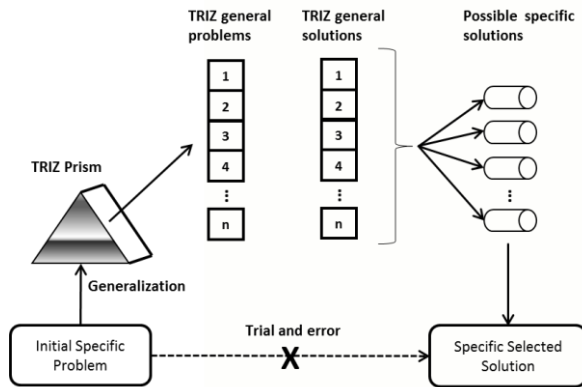 TRIZ general
problems
TRIZ general
solutions
Possible specific
solutions
1
2
3
4
⋮
n
1
2
3
4
⋮
n
⋮
TRIZ Prism
Generalization
Initial Specific
Problem
Trial and error
X
Specific Selected
Solution